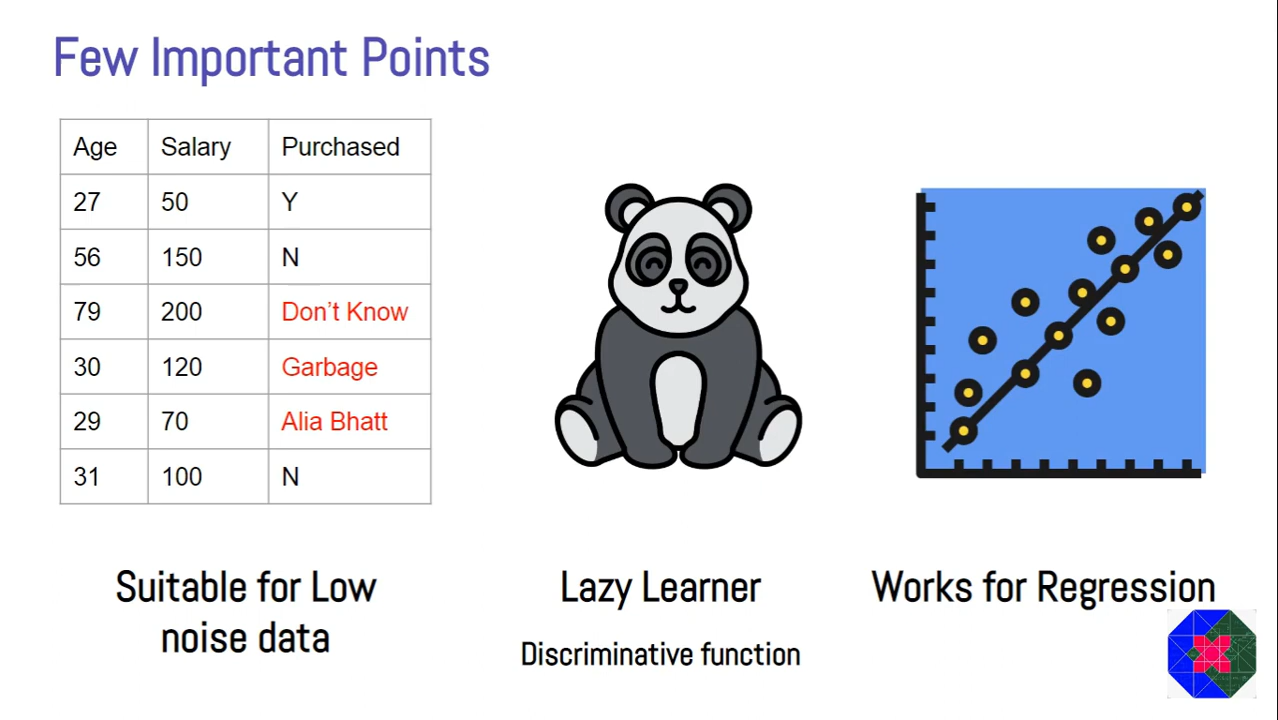 Few Important Points
Age Salary Purchased
27 50 Y
56 150 N
79 200 Don't Know
30 120 Garbage
29 70 Alia Bhatt
31 100 N
Suitable for Low
noise data
Lazy Learner
Discriminative function
Works for Regression